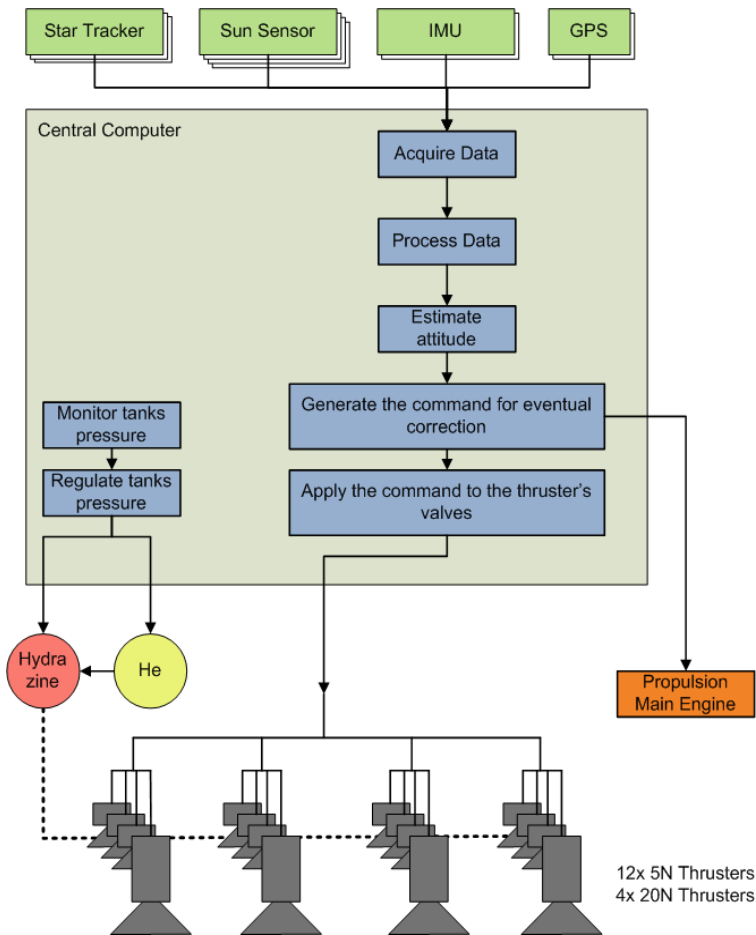 Star Tracker
Sun Sensor
IMU
GPS
Central Computer
Acquire Data
Process Data
Estimate
attitude
Generate the command for eventual
correction
Monitor tanks
pressure
Regulate tanks
pressure
Apply the command to the thruster's
valves
Hydra
zine
He
Propulsion
Main Engine
12x 5N Thrusters
4x 20N Thrusters